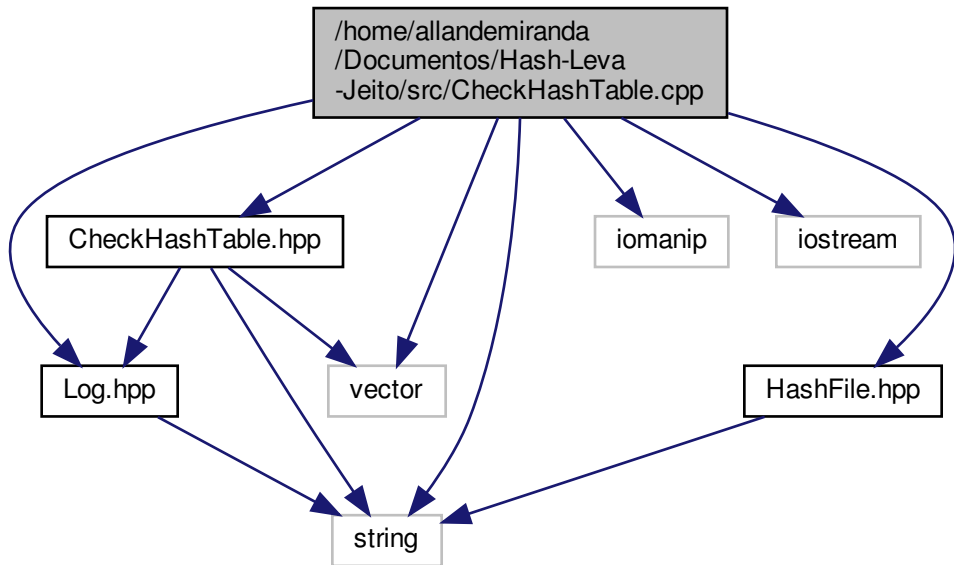 /home/allandemiranda
/Documentos/Hash-Leva
-Jeito/src/CheckHashTable.cpp
CheckHashTable.hpp
iomanip
iostream
Log.hpp
vector
HashFile.hpp
string